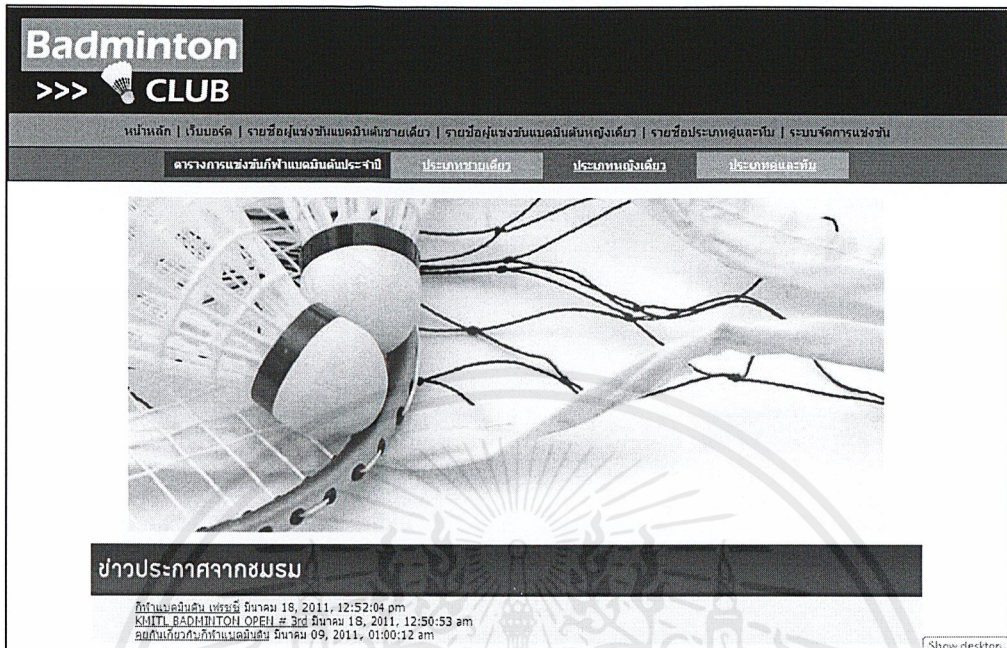 Badminton
>>> CLUB
หน้าหลัก | เว็บบอร์ด | รายชื่อผู้แข่งขันแบดมินตันชายเดี่ยว | รายชื่อผู้แข่งขันแบดมินตันหญิงเดี่ยว | รายชื่อประเภทคู่และทีม | ระบบจัดการแข่งขัน
ตารางการแข่งขันกีฬาแบดมินตันประจำปี ประเภทชายเดี่ยว ประเภทหญิงเดี่ยว ประเภทคู่และทีม
ข่าวประกาศจากชมรม
กีฬาแบดมินตัน เฟรชชี่ มีนาคม 18, 2011, 12:52:04 pm
KMITL BADMINTON OPEN # 3rd มีนาคม 18, 2011, 12:50:53 am
คุยกันเกี่ยวกับกีฬาแบดมินตัน มีนาคม 09, 2011, 01:00:12 am
Show desktop